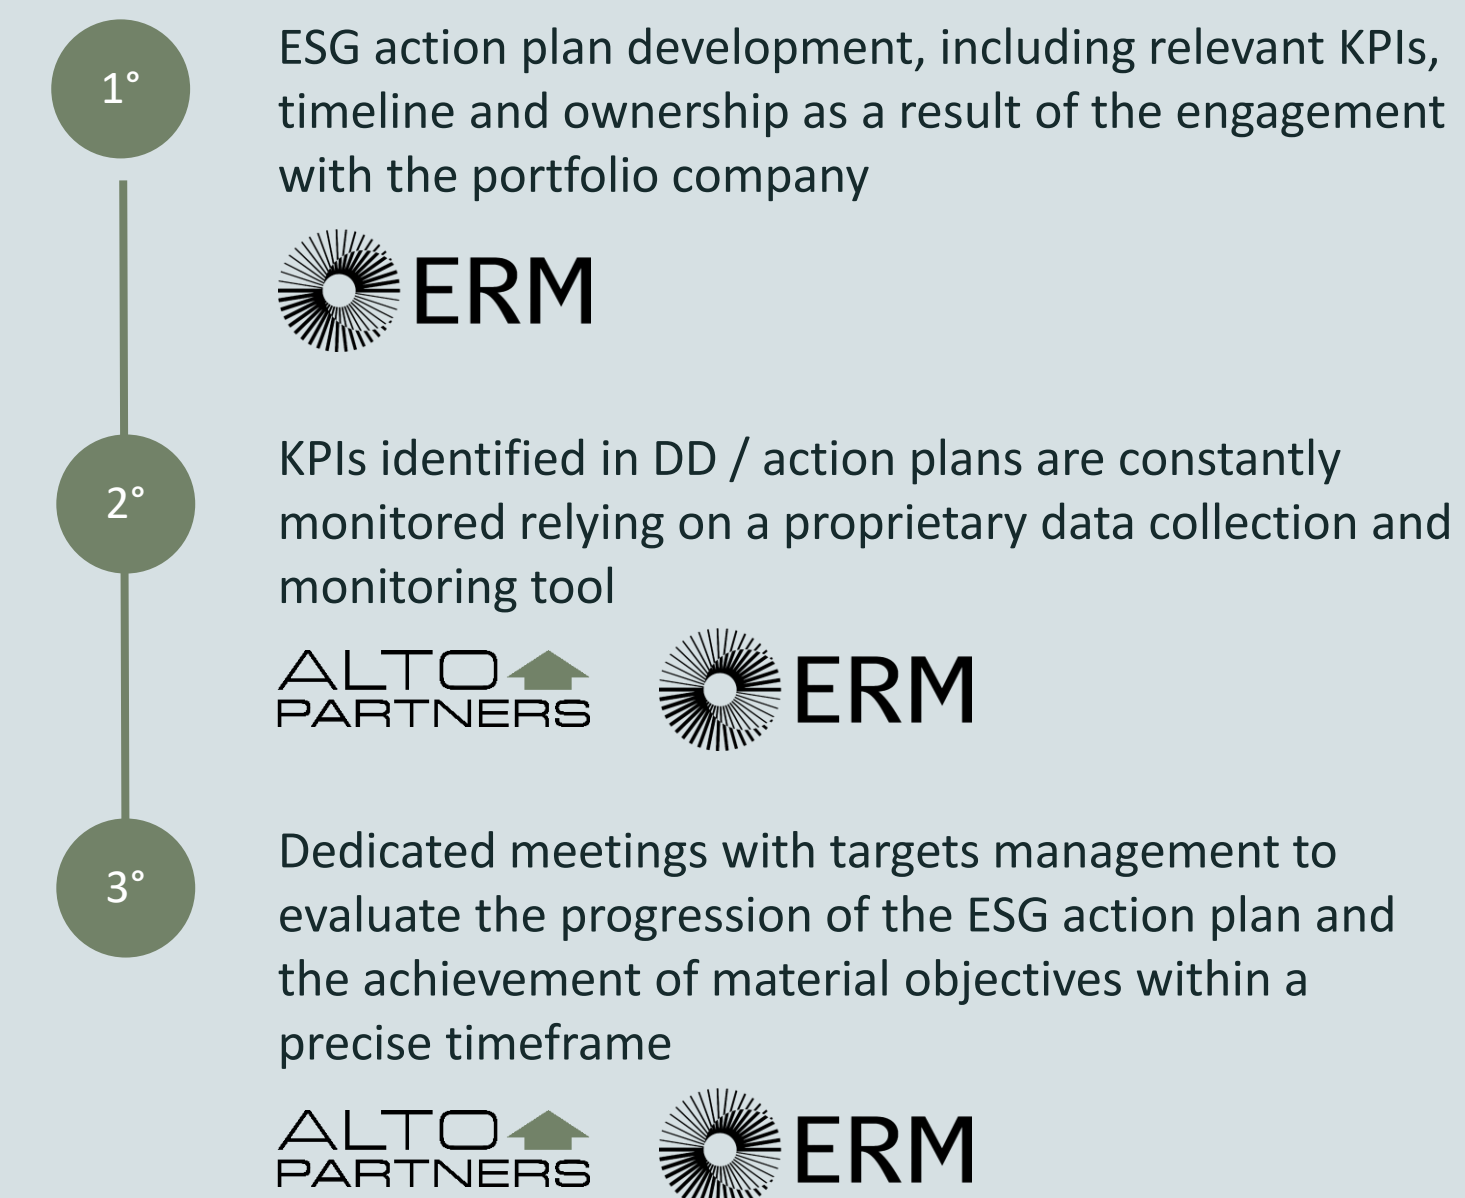 1°
ESG action plan development, including relevant KPIs,
timeline and ownership as a result of the engagement
with the portfolio company
ERM
2°
KPIs identified in DD / action plans are constantly
monitored relying on a proprietary data collection and
monitoring tool
ALTO
PARTNERS
ERM
3°
Dedicated meetings with targets management to
evaluate the progression of the ESG action plan and
the achievement of material objectives within a
precise timeframe
ALTO
PARTNERS
ERM